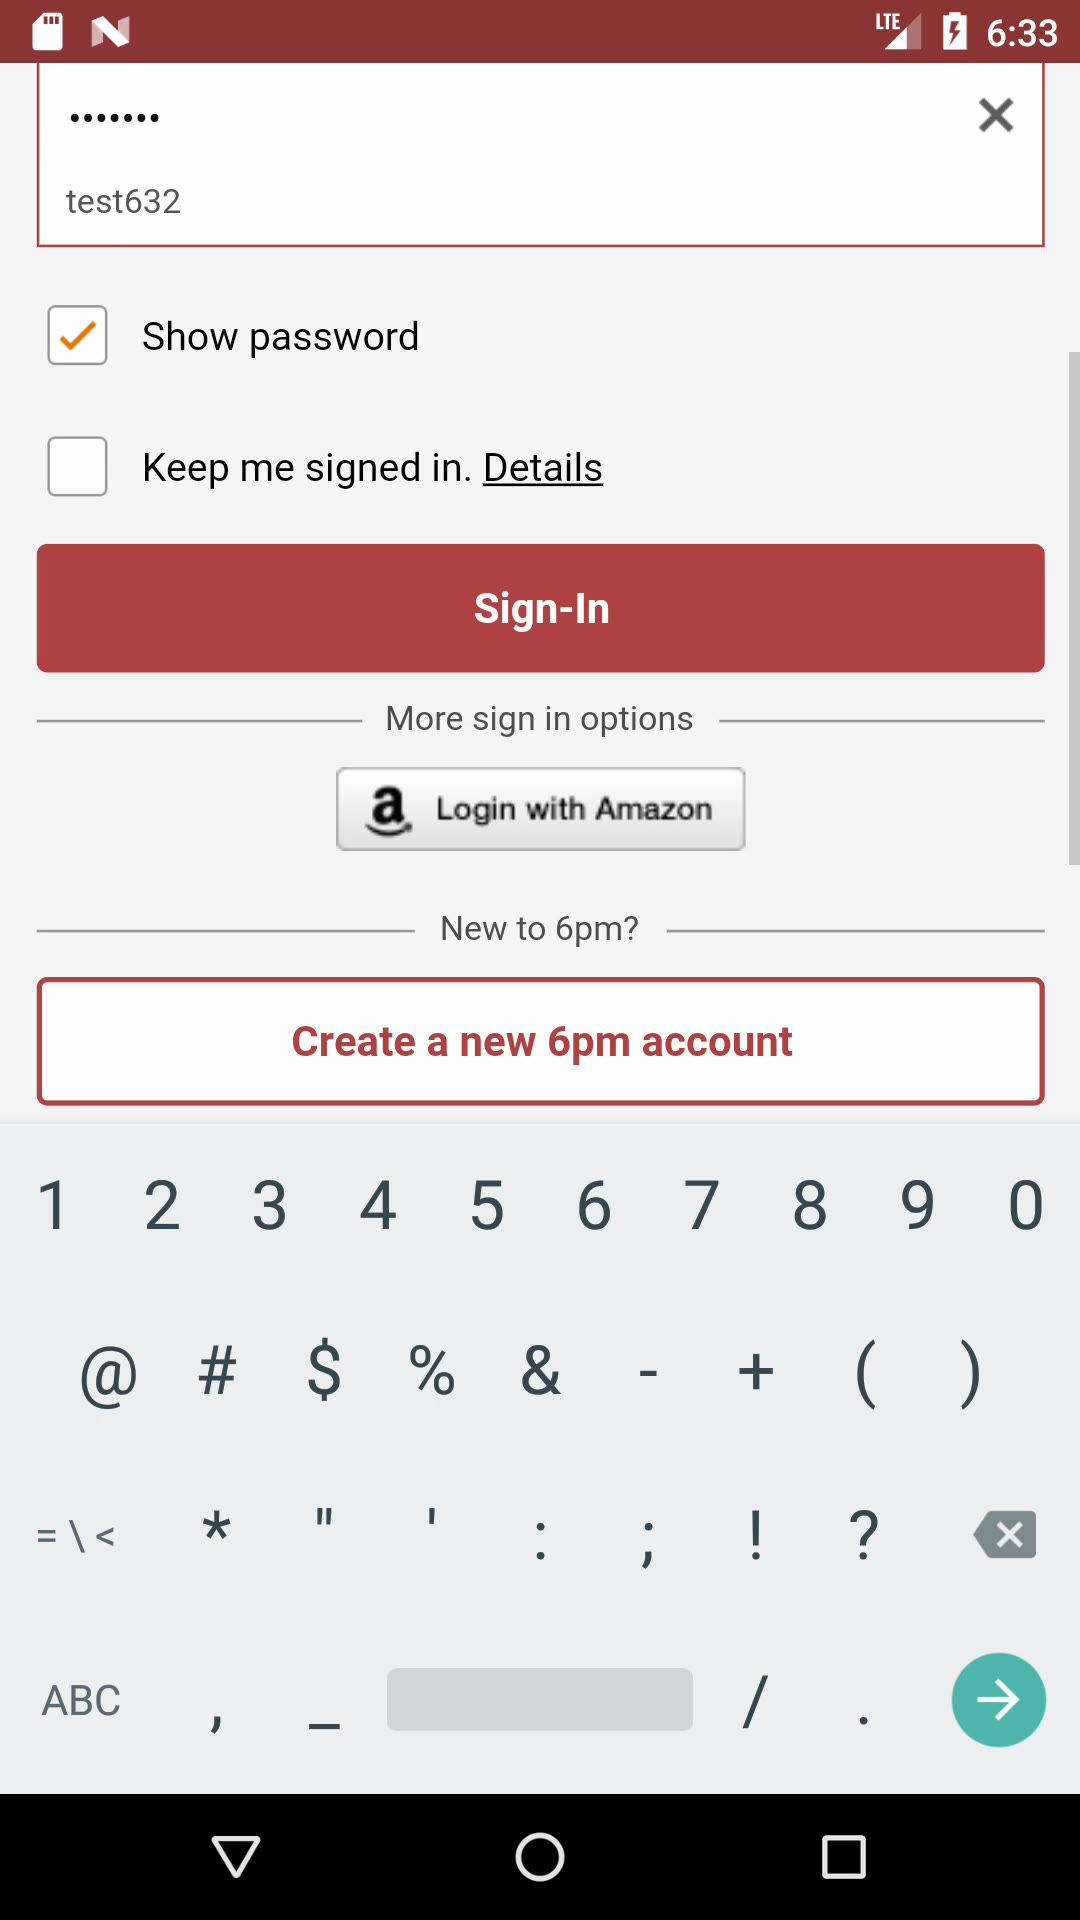 LTE 6:33
•••••••
test632
Show password
Keep me signed in. Details
Sign-In
More sign in options
a Login with Amazon
New to 6pm?
Create a new 6pm account
1 2 3 4 5 6 7 8 9 0
@ # $ % & - + ( )
= \ < * " ' : ; ! ?
ABC , _ / .